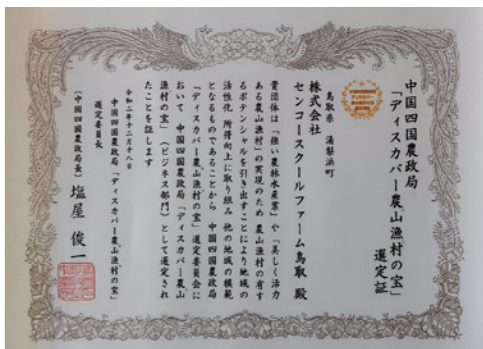 中国四国農政局
「ディスカバー農山漁村の宝」
選定証
鳥取県 湯梨浜町
株式会社
センコースクールファーム鳥取 殿
貴団体は「強い農林水産業」や「美しく活力
ある農山漁村」の実現のため 農山漁村の有す
るポテンシャルを引き出すことにより地域の
活性化 所得向上に取り組み 他の地域の模範
となるものであることから 中国四国農政局
「ディスカバー農山漁村の宝」選定委員会に
おいて 中国四国農政局「ディスカバー農山
漁村の宝」（ビジネス部門）として選定され
たことを証します
令和二年十二月十八日
中国四国農政局「ディスカバー農山漁村の宝」
選定委員長
（中国四国農政局長）塩屋 俊一